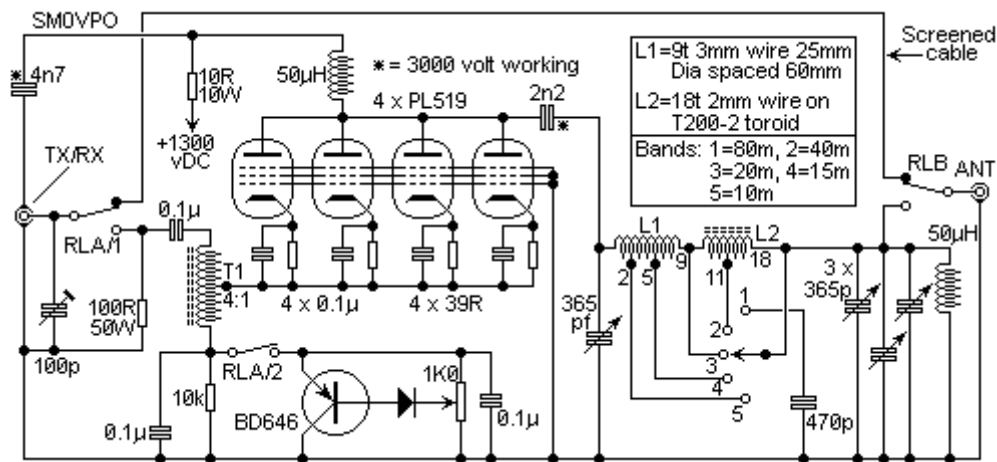 SM0VPO
4n7
10R
10W
+1300
vDC
50µH
* = 3000 volt working
4 x PL519
2n2
*
*
L1=9t 3mm wire 25mm
Dia spaced 60mm
L2=18t 2mm wire on
T200-2 toroid
Bands: 1=80m, 2=40m
3=20m, 4=15m
5=10m
Screened
cable
RLB
ANT
TX/RX
0.1µ
RLA/1
T1
4:1
4 x 0.1µ
4 x 39R
100R
50W
100p
365
pf
L1
L2
2
5
9
11
18
1
2
3
4
5
3 x
365p
50µH
470p
RLA/2
10k
0.1µ
BD646
1K0
0.1µ